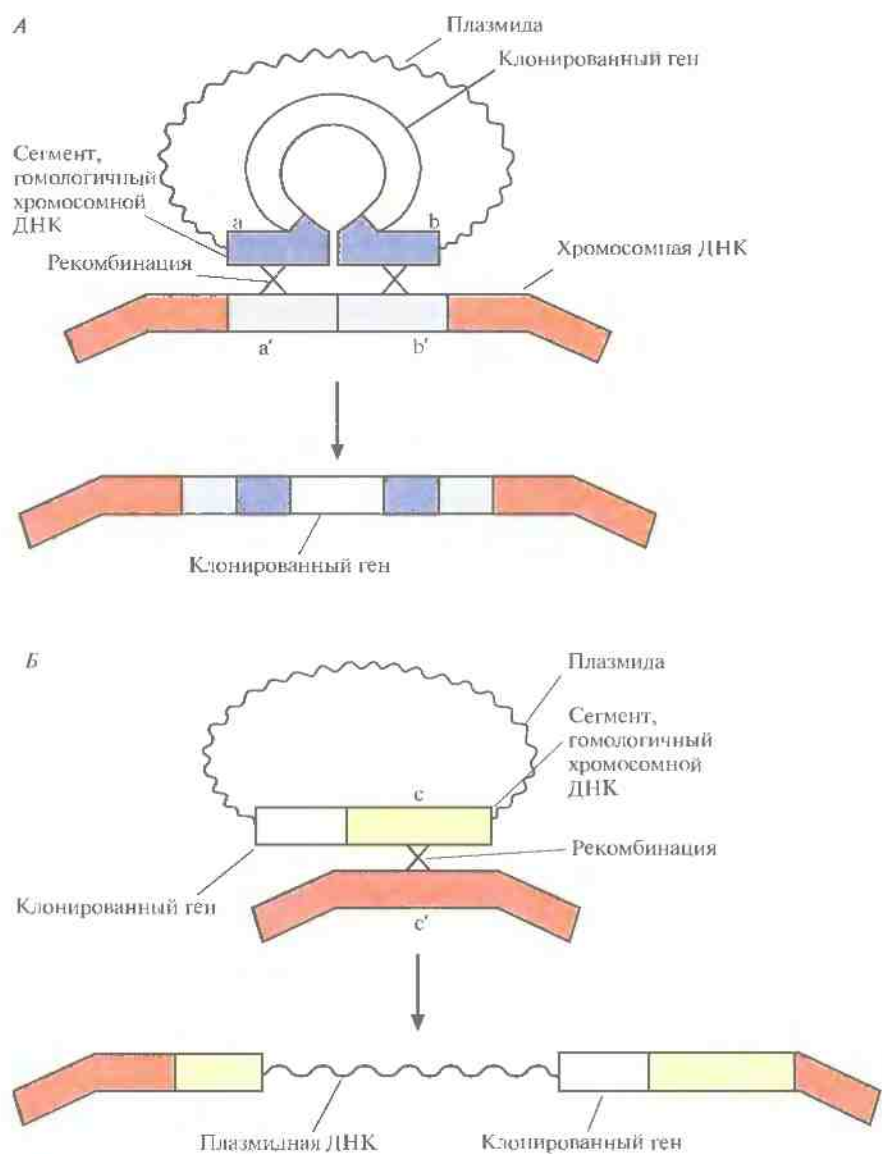 А
Плазмида
Клонированный ген
Сегмент,
гомологичный
хромосомной
ДНК
a
b
Рекомбинация
Хромосомная ДНК
a'
b'
Клонированный ген
Б
Плазмида
Сегмент,
гомологичный
хромосомной
ДНК
c
Рекомбинация
Клонированный ген
c'
Плазмидная ДНК
Клонированный ген